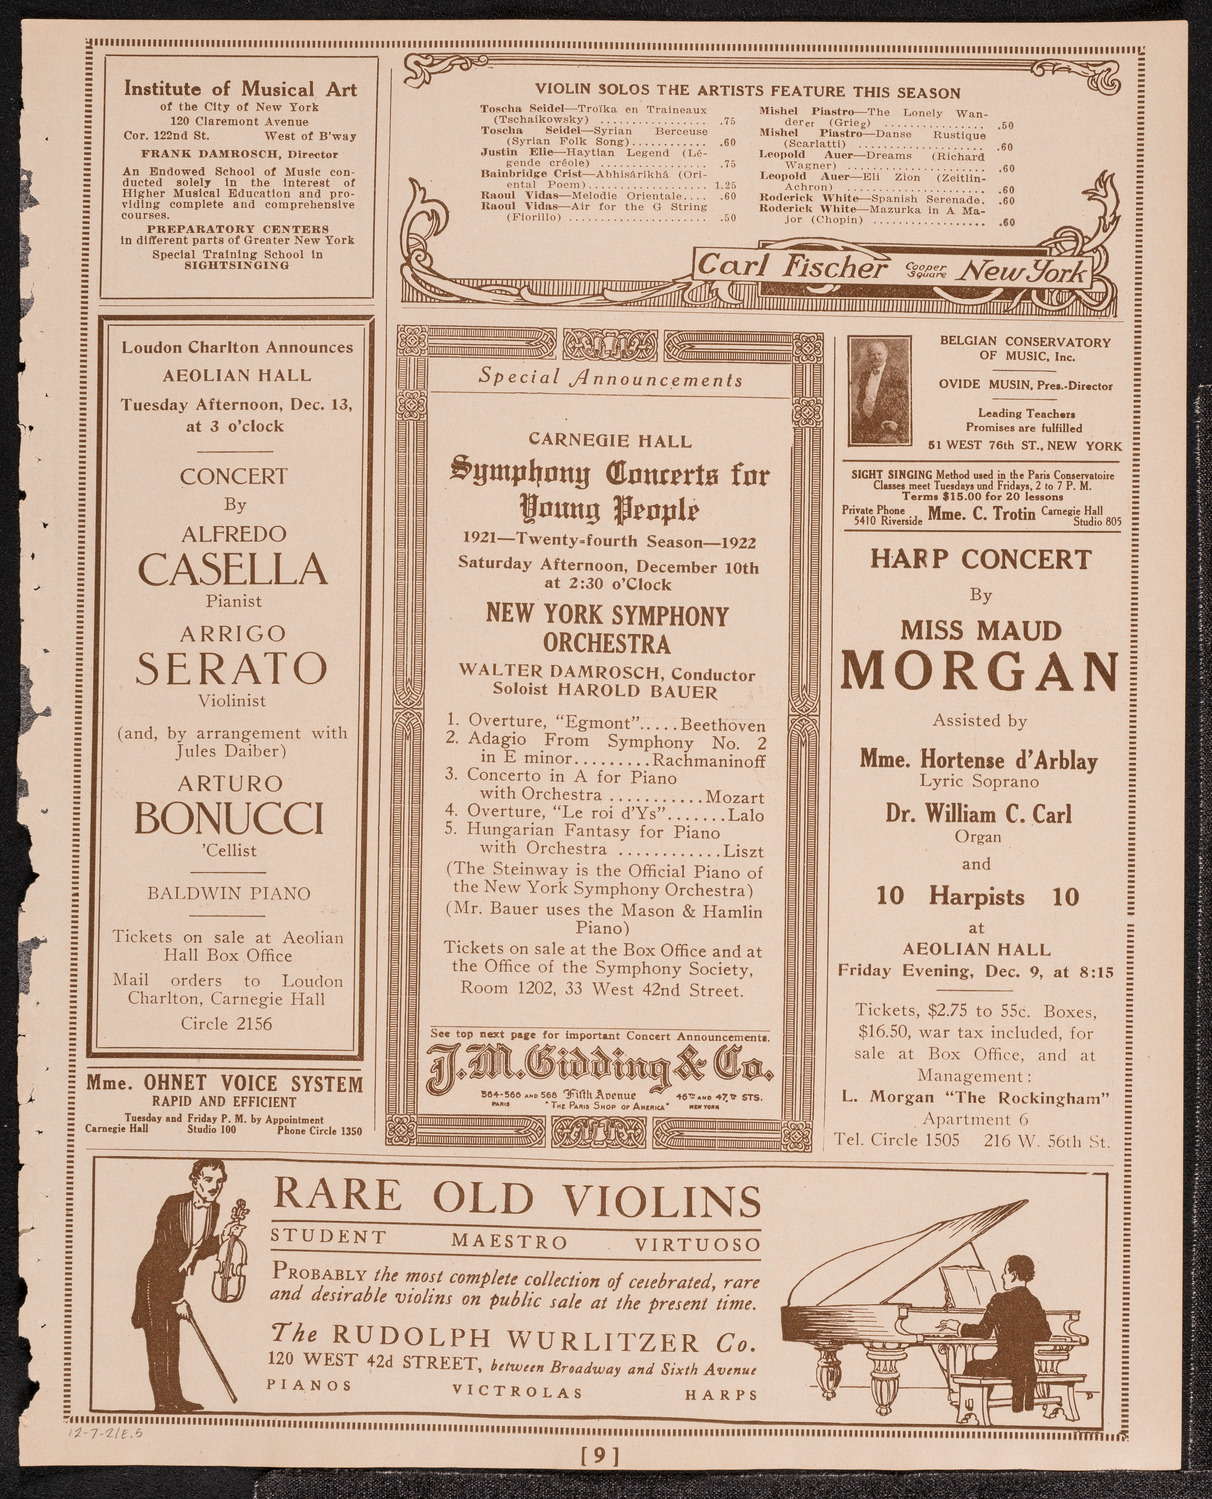 Institute of Musical Art
of the City of New York
120 Claremont Avenue
Cor. 122nd St. West of B'way
FRANK DAMROSCH, Director
An Endowed School of Music con-
ducted solely in the interest of
Higher Musical Education and pro-
viding complete and comprehensive
courses.
PREPARATORY CENTERS
in different parts of Greater New York
Special Training School in
SIGHTSINGING
VIOLIN SOLOS THE ARTISTS FEATURE THIS SEASON
Toscha Seidel—Troïka en Traineaux
(Tschaikowsky) .................. .75
Toscha Seidel—Syrian Berceuse
(Syrian Folk Song)............. .60
Justin Elie—Haytian Legend (Lé-
gende créole) .................. .75
Bainbridge Crist—Abhisârikhâ (Ori-
ental Poem)..................... 1.25
Raoul Vidas—Melodie Orientale.... .60
Raoul Vidas—Air for the G String
(Fiorillo) ....................... .50
Mishel Piastro—The Lonely Wan-
derer (Grieg) ................. .50
Mishel Piastro—Danse Rustique
(Scarlatti) ..................... .60
Leopold Auer—Dreams (Richard
Wagner) ...................... .60
Leopold Auer—Eli Zion (Zeitlin-
Achron) ....................... .60
Roderick White—Spanish Serenade. .60
Roderick White—Mazurka in A Ma-
jor (Chopin) ................... .60
Carl Fischer Cooper Square New York
Loudon Charlton Announces
AEOLIAN HALL
Tuesday Afternoon, Dec. 13,
at 3 o'clock
CONCERT
By
ALFREDO
CASELLA
Pianist
ARRIGO
SERATO
Violinist
(and, by arrangement with
Jules Daiber)
ARTURO
BONUCCI
'Cellist
BALDWIN PIANO
Tickets on sale at Aeolian
Hall Box Office
Mail orders to Loudon
Charlton, Carnegie Hall
Circle 2156
Mme. OHNET VOICE SYSTEM
RAPID AND EFFICIENT
Tuesday and Friday P. M. by Appointment
Carnegie Hall Studio 100 Phone Circle 1350
Special Announcements
CARNEGIE HALL
Symphony Concerts for
Young People
1921—Twenty-fourth Season—1922
Saturday Afternoon, December 10th
at 2:30 o'Clock
NEW YORK SYMPHONY
ORCHESTRA
WALTER DAMROSCH, Conductor
Soloist HAROLD BAUER
1. Overture, "Egmont".....Beethoven
2. Adagio From Symphony No. 2
in E minor.........Rachmaninoff
3. Concerto in A for Piano
with Orchestra ...........Mozart
4. Overture, "Le roi d'Ys".......Lalo
5. Hungarian Fantasy for Piano
with Orchestra ............Liszt
(The Steinway is the Official Piano of
the New York Symphony Orchestra)
(Mr. Bauer uses the Mason & Hamlin
Piano)
Tickets on sale at the Box Office and at
the Office of the Symphony Society,
Room 1202, 33 West 42nd Street.
See top next page for important Concert Announcements.
J.M. Gidding & Co.
564-566 AND 568 Fifth Avenue 46TH AND 47TH STS.
PARIS "THE PARIS SHOP OF AMERICA" NEW YORK
BELGIAN CONSERVATORY
OF MUSIC, Inc.
OVIDE MUSIN, Pres.-Director
Leading Teachers
Promises are fulfilled
51 WEST 76th ST., NEW YORK
SIGHT SINGING Method used in the Paris Conservatoire
Classes meet Tuesdays und Fridays, 2 to 7 P. M.
Terms $15.00 for 20 lessons
Private Phone 5410 Riverside Mme. C. Trotin Carnegie Hall Studio 805
HARP CONCERT
By
MISS MAUD
MORGAN
Assisted by
Mme. Hortense d'Arblay
Lyric Soprano
Dr. William C. Carl
Organ
and
10 Harpists 10
at
AEOLIAN HALL
Friday Evening, Dec. 9, at 8:15
Tickets, $2.75 to 55c. Boxes,
$16.50, war tax included, for
sale at Box Office, and at
Management:
L. Morgan "The Rockingham"
Apartment 6
Tel. Circle 1505 216 W. 56th St.
RARE OLD VIOLINS
STUDENT MAESTRO VIRTUOSO
PROBABLY the most complete collection of celebrated, rare
and desirable violins on public sale at the present time.
The RUDOLPH WURLITZER Co.
120 WEST 42d STREET, between Broadway and Sixth Avenue
PIANOS VICTROLAS HARPS
12-7-21E.5
[ 9 ]